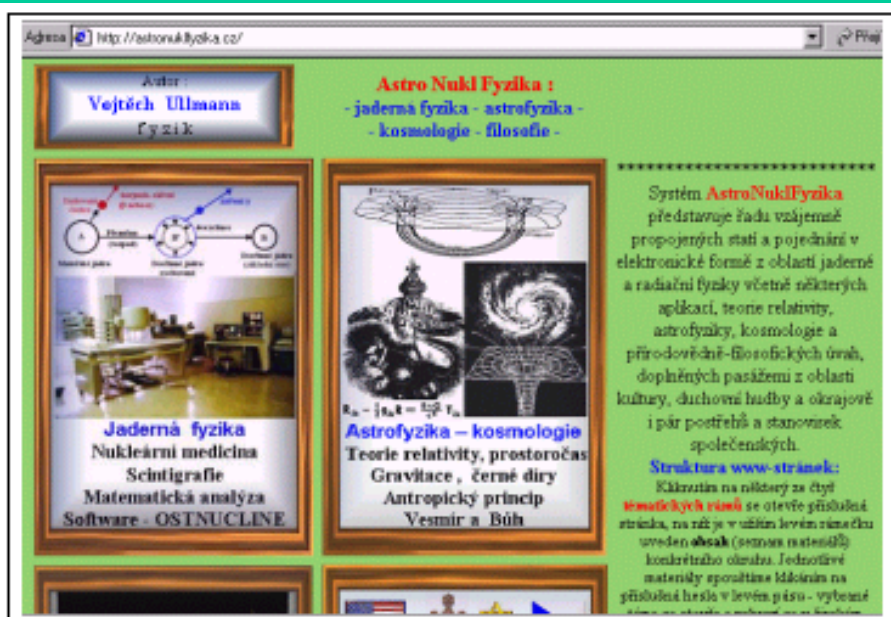 Adresa http://astronuklfyzika.cz/ Přejí
Autor :
Vojtěch Ullmann
fyzik
Astro Nukl Fyzika :
- jaderná fyzika - astrofyzika -
- kosmologie - filosofie -
Jaderná fyzika
Nukleární medicina
Scintigrafie
Matematická analýza
Software - OSTNUCLINE
Astrofyzika – kosmologie
Teorie relativity, prostoročas
Gravitace , černé díry
Antropický princip
Vesmír a Bůh
Systém AstroNuklFyzika
představuje řadu vzájemně
propojených statí a pojednání v
elektronické formě z oblastí jaderné
a radiační fyziky včetně některých
aplikací, teorie relativity,
astrofyziky, kosmologie a
přírodovědně-filosofických úvah,
doplněných pasážemi z oblasti
kultury, duchovní hudby a okrajově
i pár postřehů a stanovisek
společenských.
Struktura www-stránek:
Kliknutím na některý ze čtyř
tématických rámů se otevře příslušná
stránka, na níž je v užším levém rámečku
uveden obsah (seznam materiálů)
konkrétního okruhu. Jednotlivé
materiály spouštíme klikáním na
příslušná hesla v levém pásu - vybrané